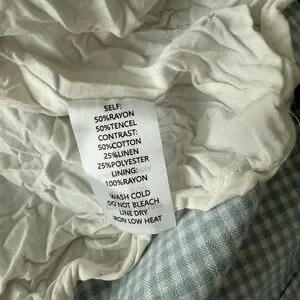 SELF:
50%RAYON
50%TENCEL
CONTRAST:
50%COTTON
25%LINEN
25%POLYESTER
LINING:
100%RAYON
WASH COLD
DO NOT BLEACH
LINE DRY
IRON LOW HEAT